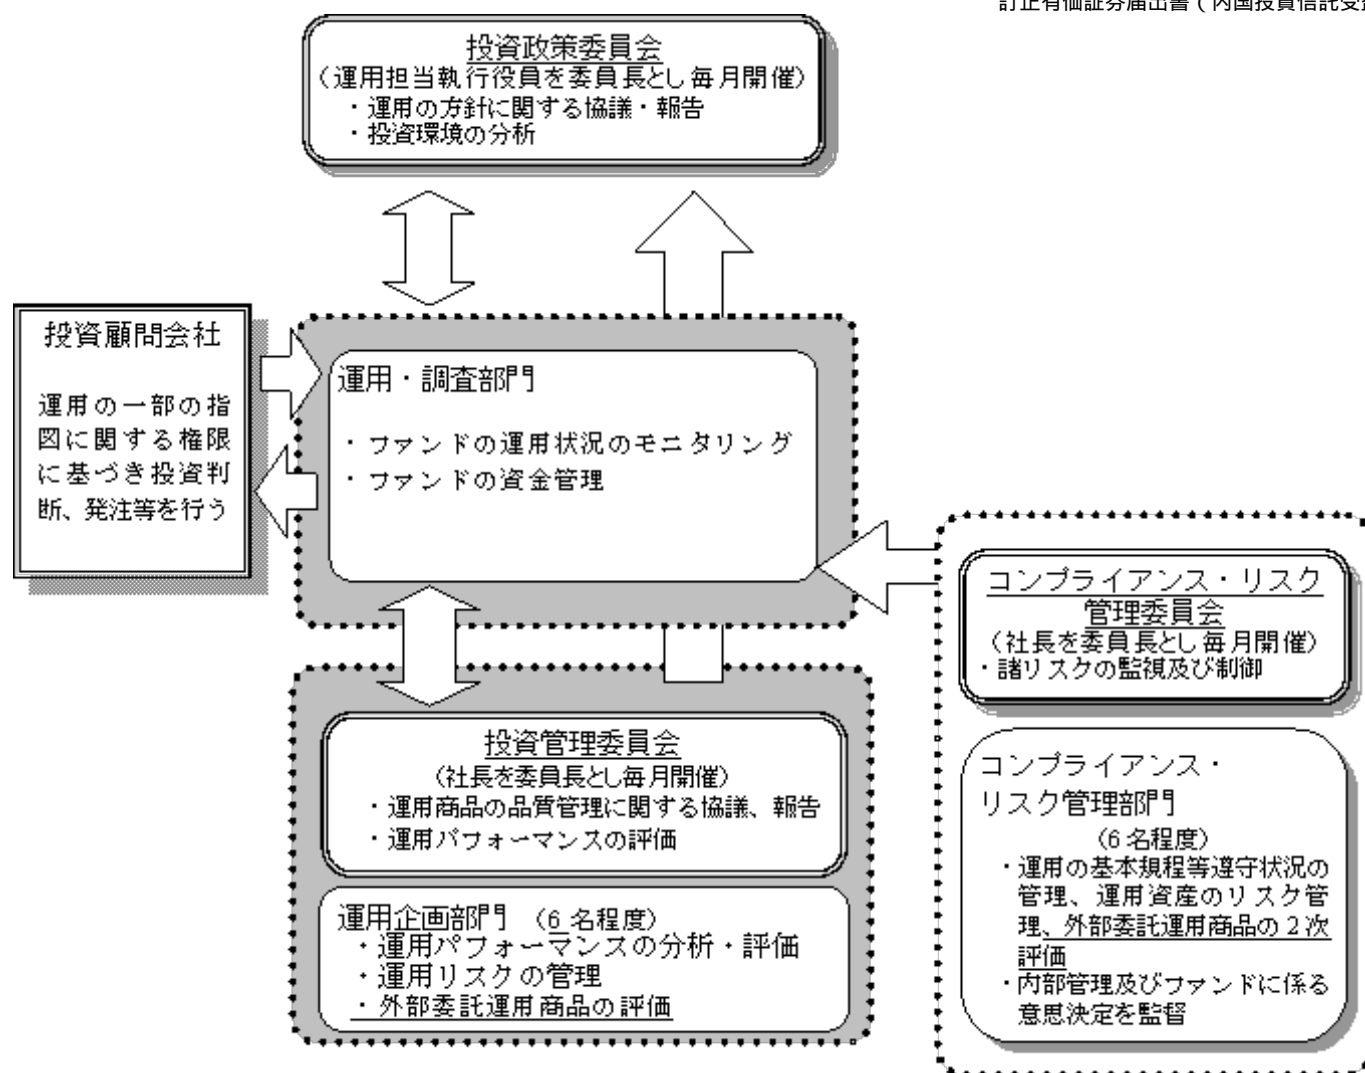 訂正有価証券届出書(内国投資信託受益
投資政策委員会
(運用担当執行役員を委員長とし毎月開催)
・運用の方針に関する協議・報告
・投資環境の分析
投資顧問会社
運用の一部の指
図に関する権限
に基づき投資判
断、発注等を行う
運用・調査部門
・ファンドの運用状況のモニタリング
・ファンドの資金管理
コンプライアンス・リスク
管理委員会
(社長を委員長とし毎月開催)
・諸リスクの監視及び制御
投資管理委員会
(社長を委員長とし毎月開催)
・運用商品の品質管理に関する協議、報告
・運用パフォーマンスの評価
運用企画部門 (6名程度)
・運用パフォーマンスの分析・評価
・運用リスクの管理
・外部委託運用商品の評価
コンプライアンス・
リスク管理部門
(6名程度)
・運用の基本規程等遵守状況の
管理、運用資産のリスク管
理、外部委託運用商品の2次
評価
・内部管理及びファンドに係る
意思決定を監督